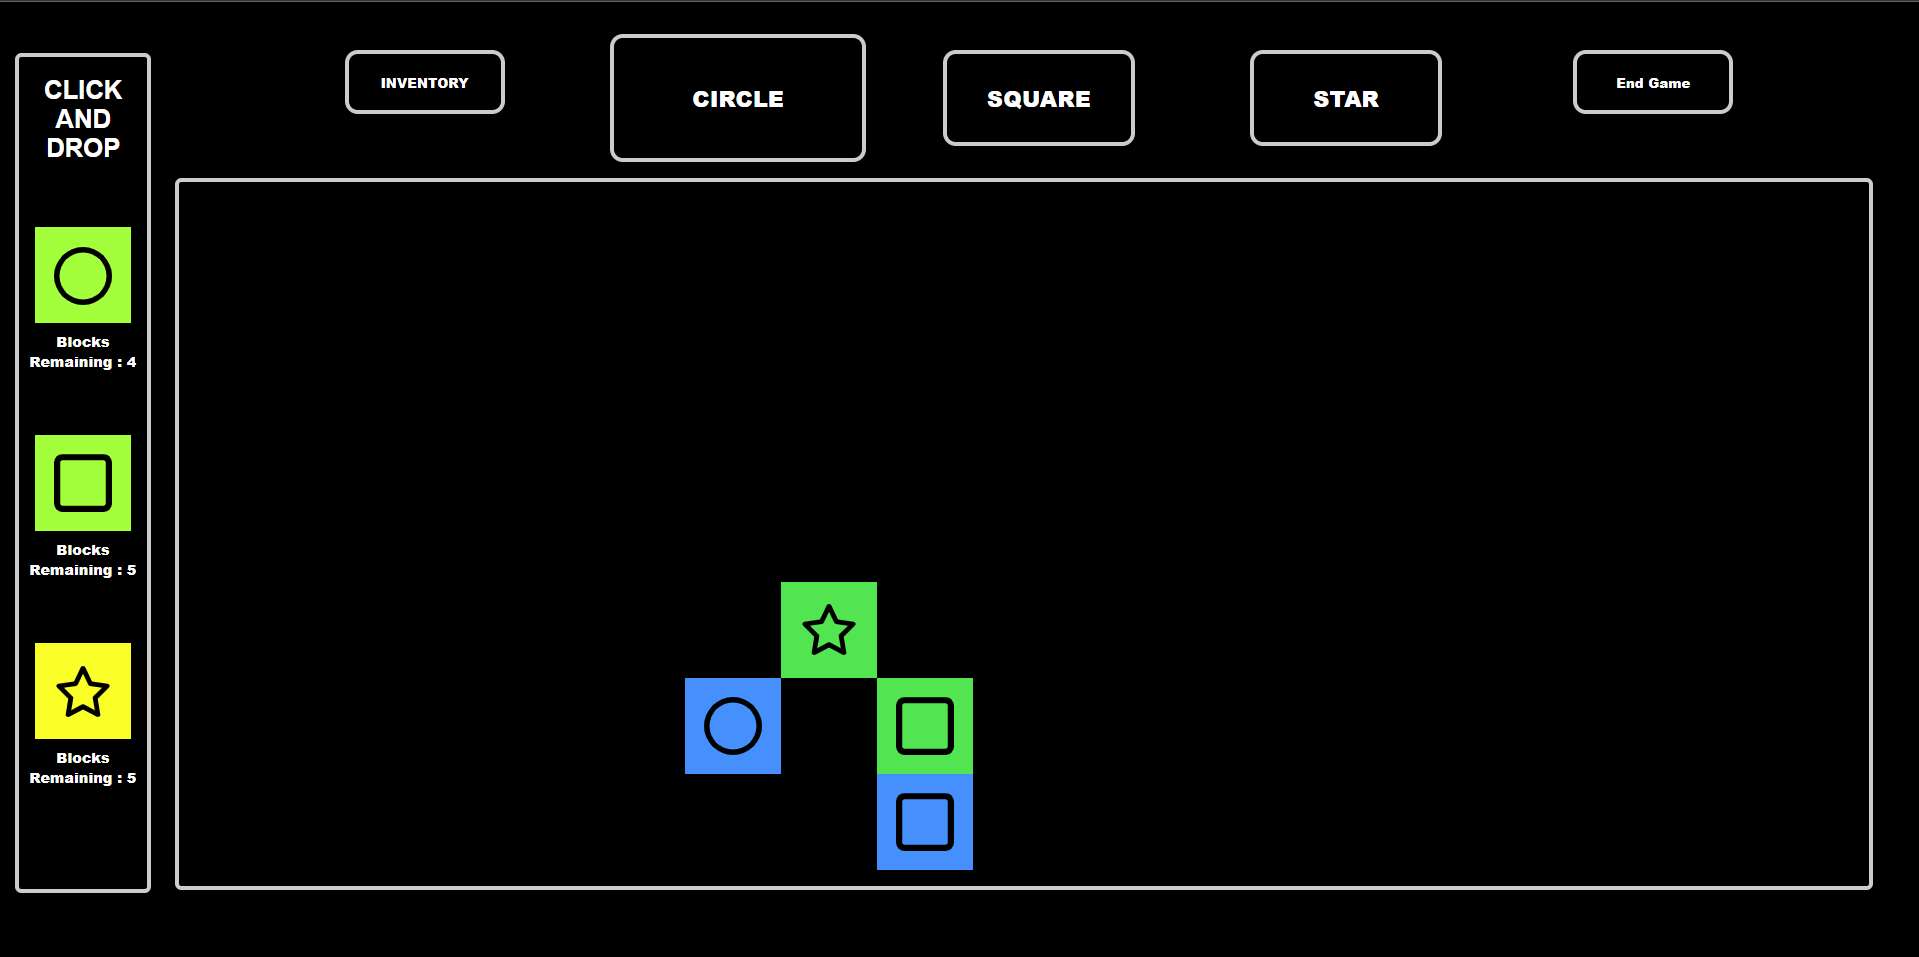 CLICK
AND
DROP
INVENTORY
CIRCLE
SQUARE
STAR
End Game
Blocks
Remaining : 4
Blocks
Remaining : 5
Blocks
Remaining : 5